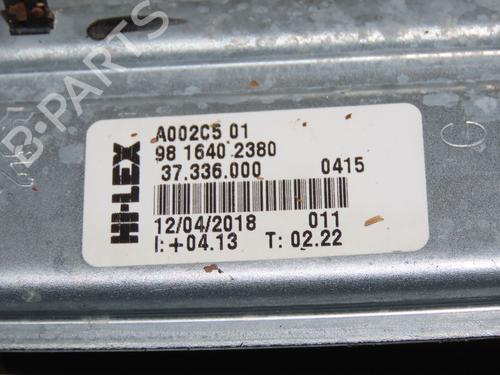 B-PARTS
HI-LEX
A002C5 01
98 1640 2380
37.336.000 0415
12/04/2018 011
I:+04.13 T: 02.22